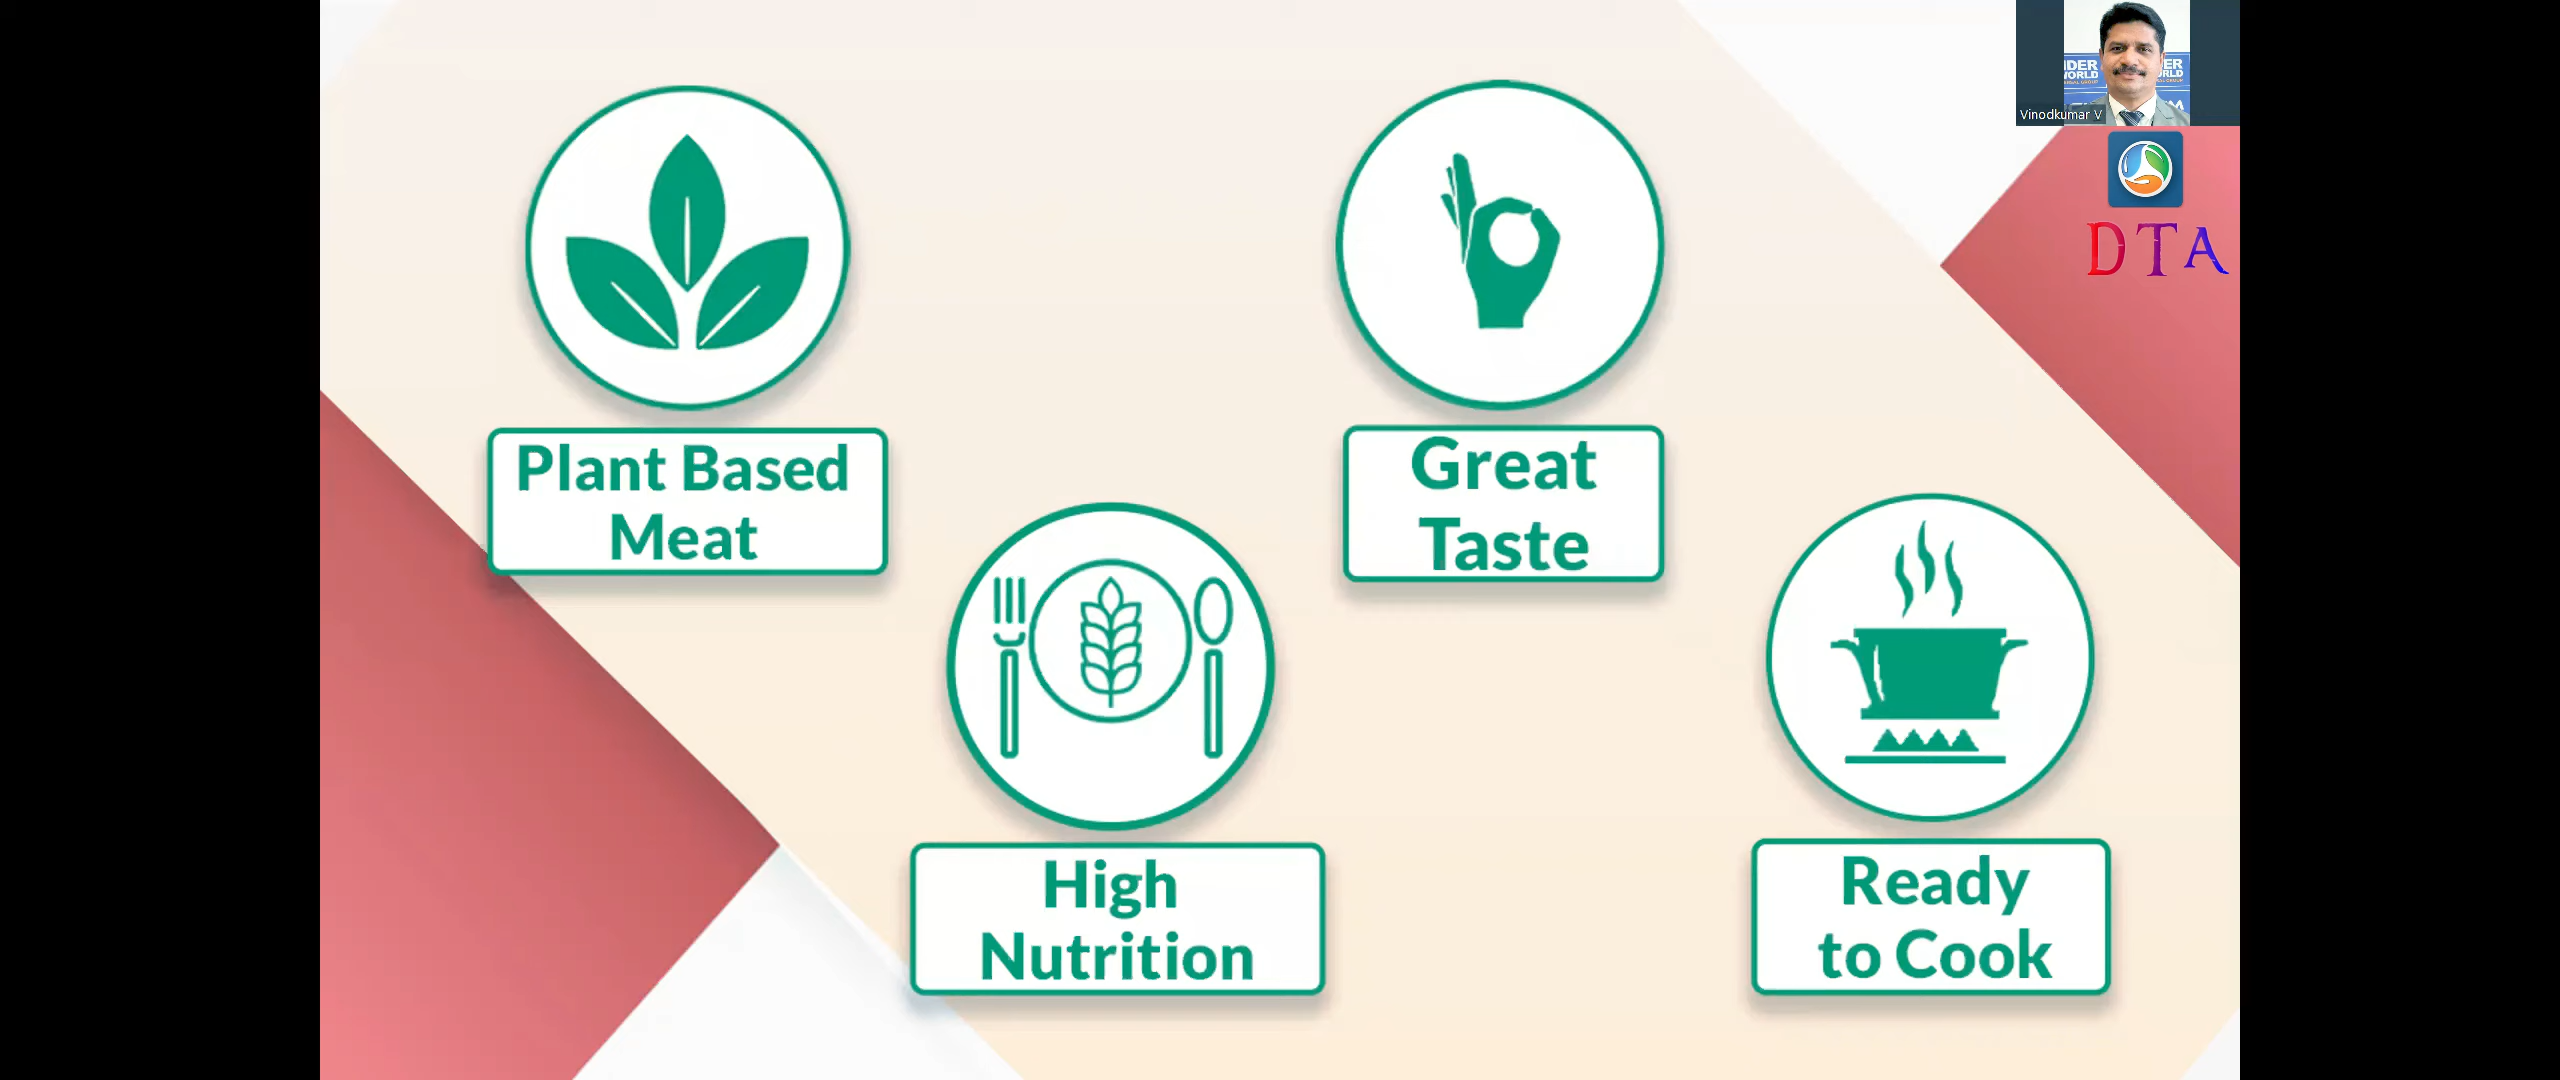 Vinodkumar V
DTA
Plant Based
Meat
Great
Taste
High
Nutrition
Ready
to Cook